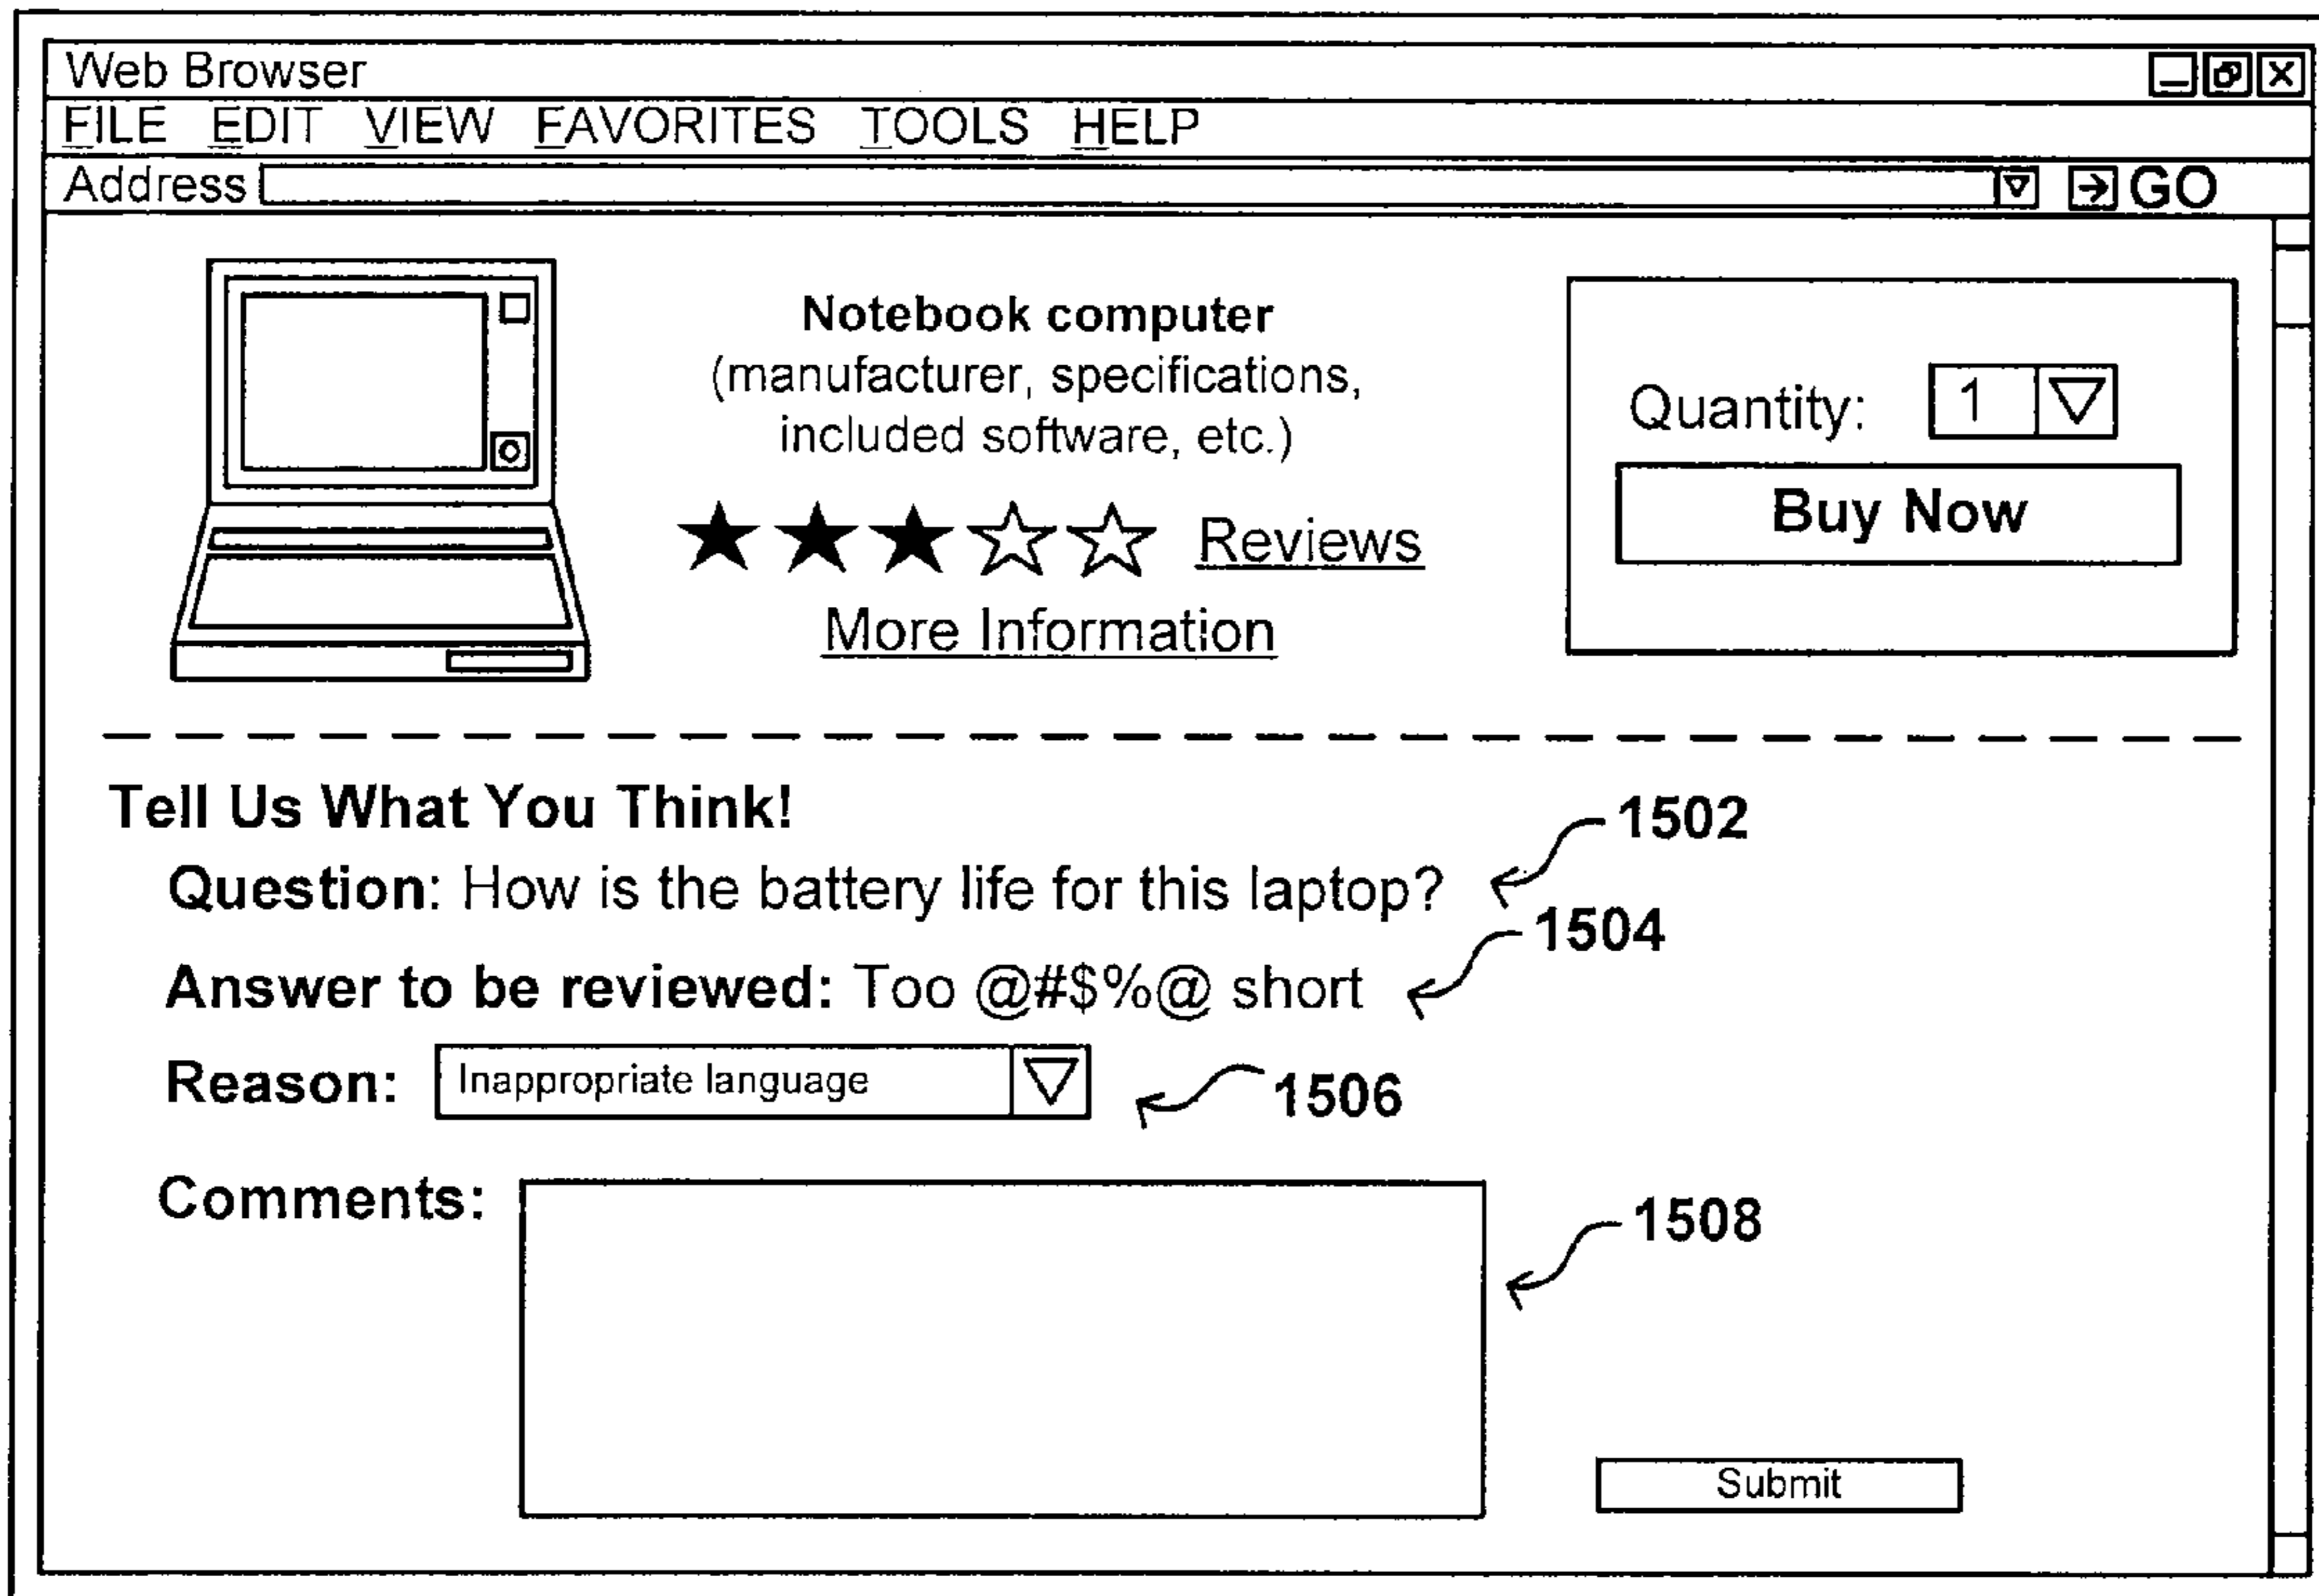 Web Browser
FILE EDIT VIEW FAVORITES TOOLS HELP
Address GO
Notebook computer
(manufacturer, specifications,
included software, etc.)
Reviews
More Information
Quantity: 1
Buy Now
Tell Us What You Think!
1502
Question: How is the battery life for this laptop?
1504
Answer to be reviewed: Too @#$%@ short
Reason: Inappropriate language
1506
Comments:
1508
Submit